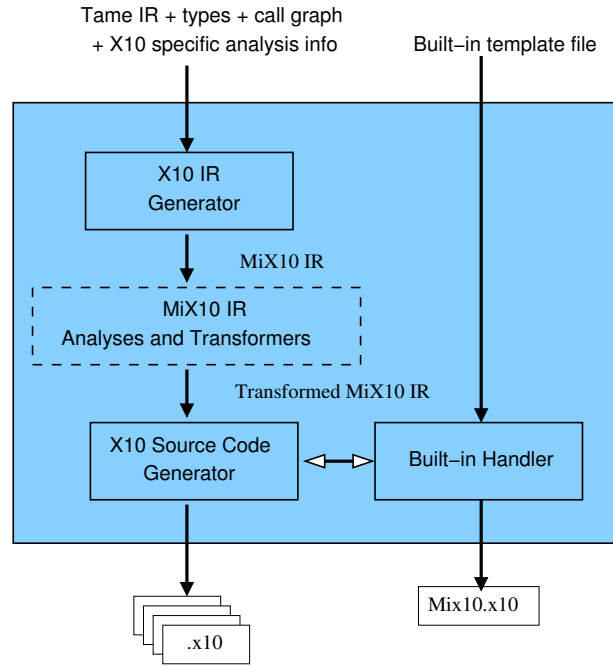 Tame IR + types + call graph
+ X10 specific analysis info
Built−in template file
X10 IR
Generator
MiX10 IR
MiX10 IR
Analyses and Transformers
Transformed MiX10 IR
X10 Source Code
Generator
Built−in Handler
.x10
Mix10.x10